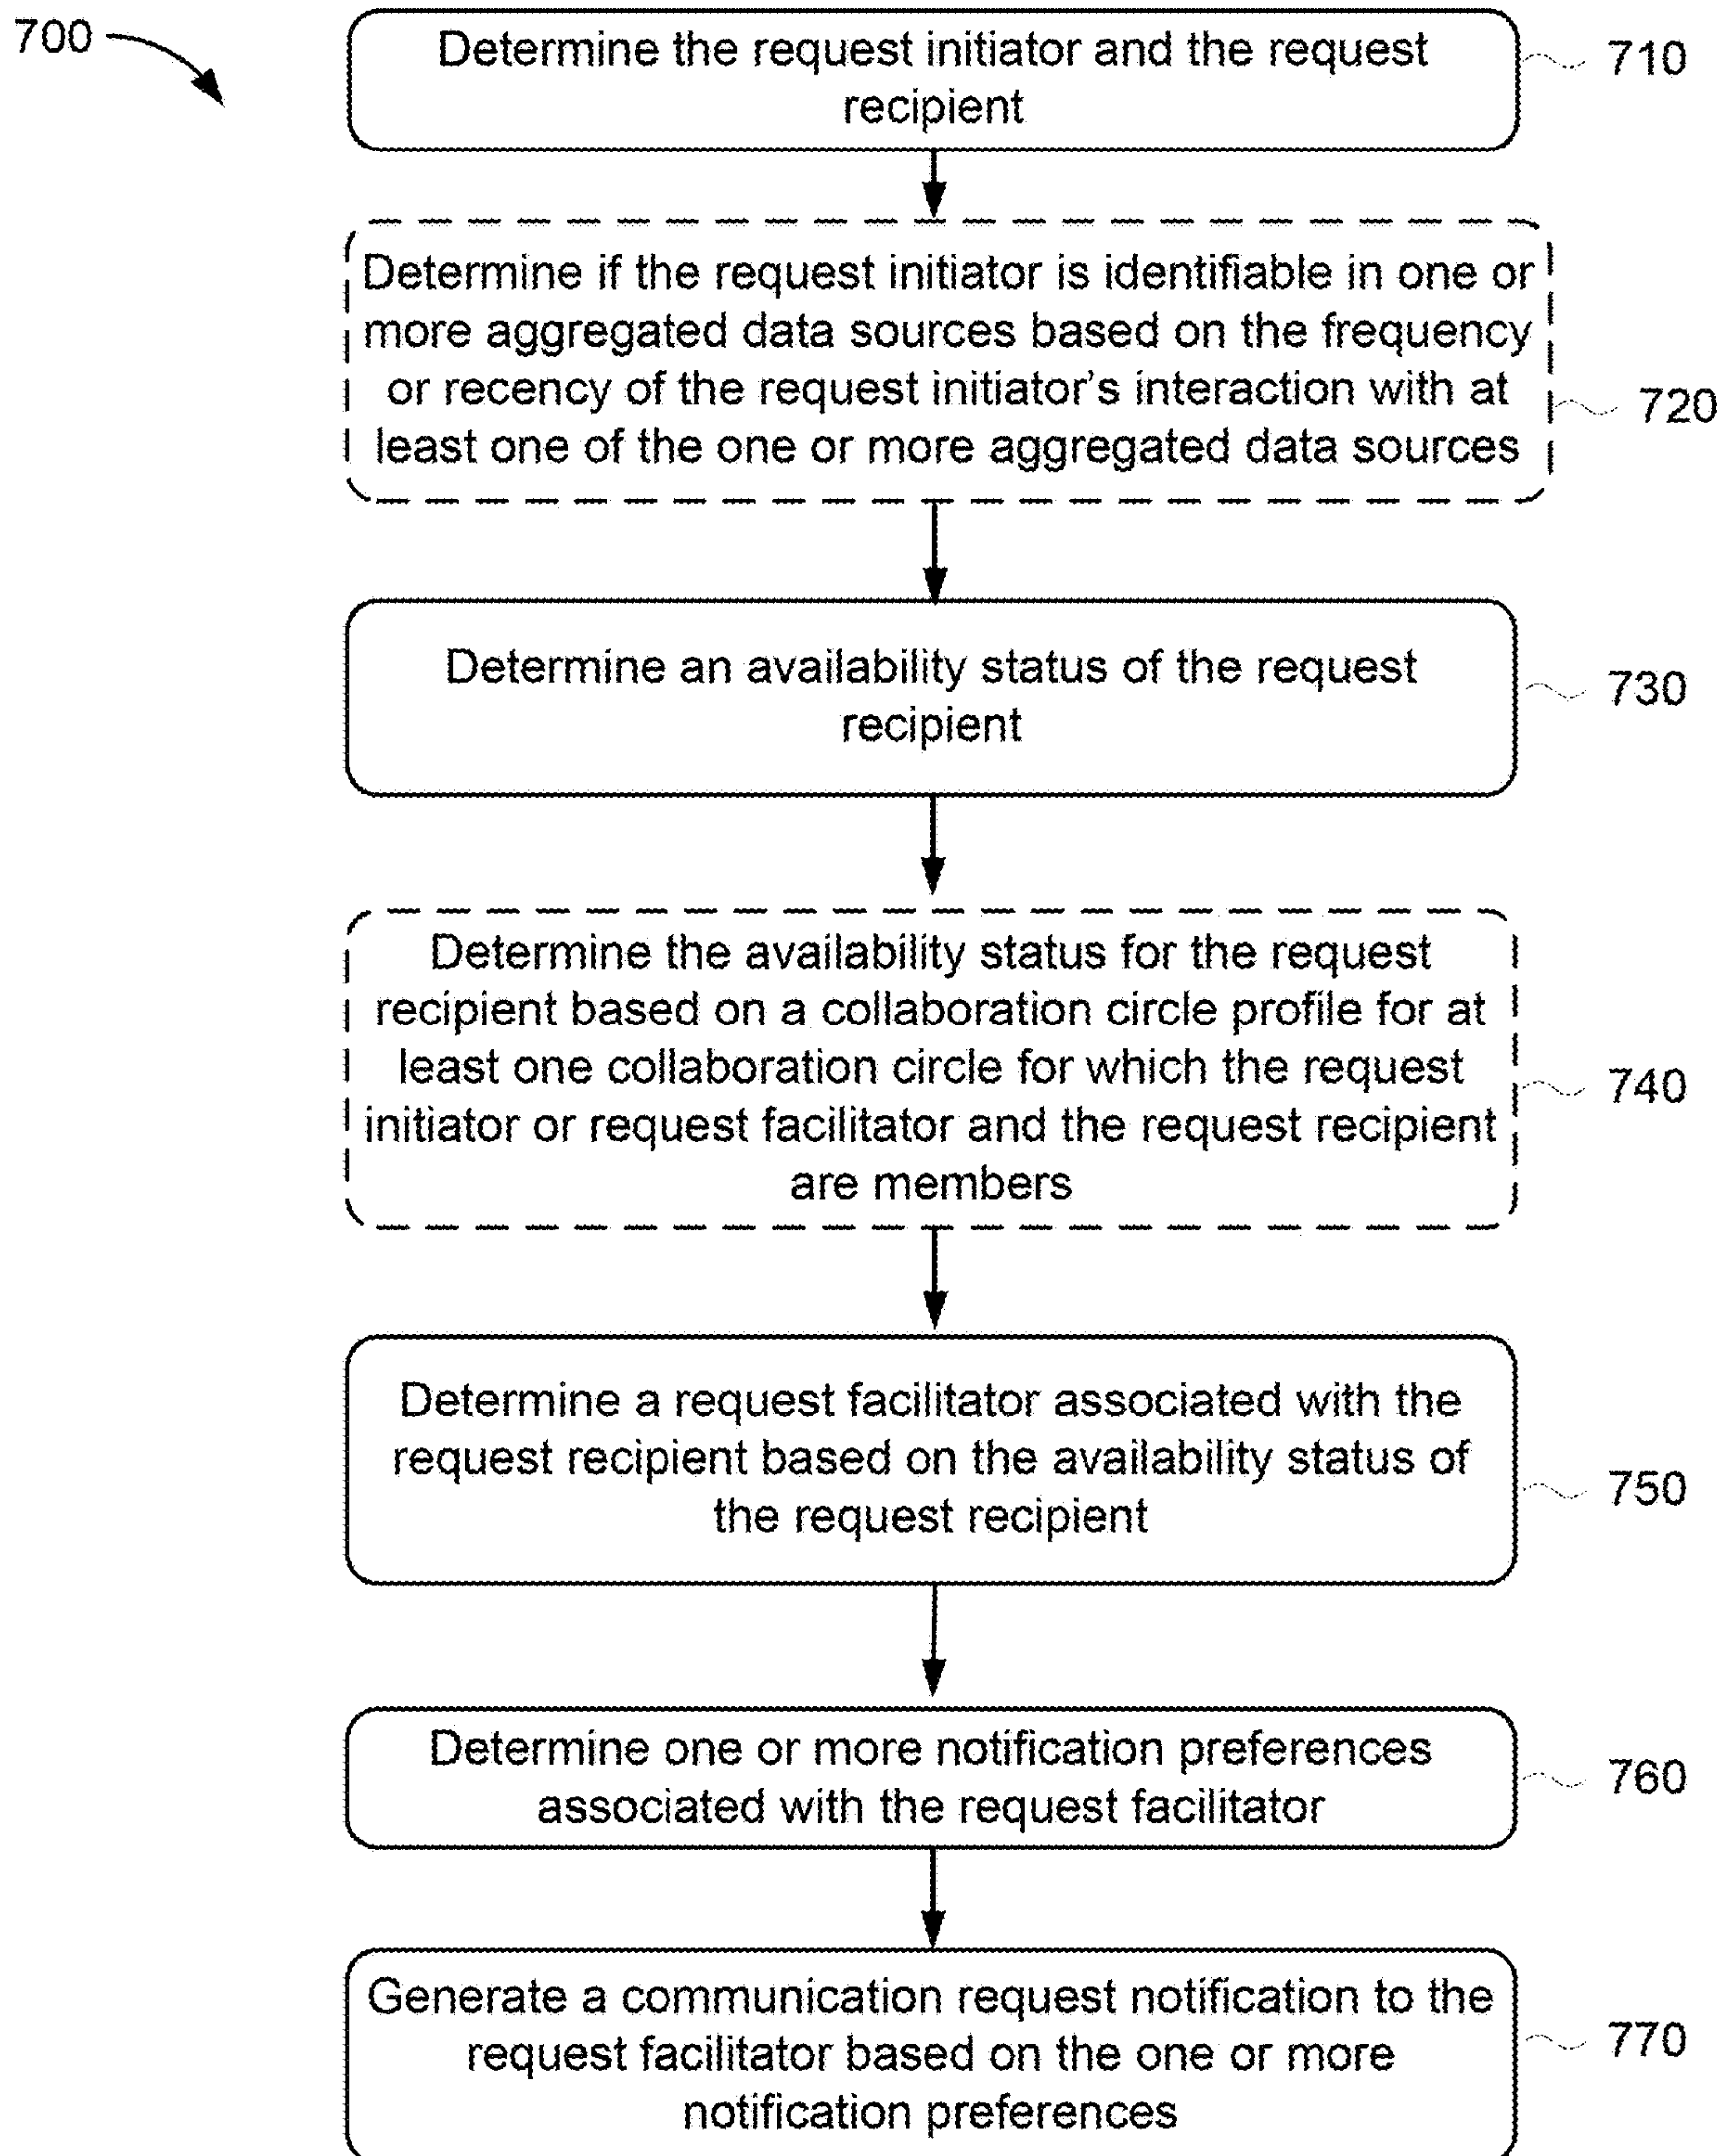 700
Determine the request initiator and the request
recipient
710
Determine if the request initiator is identifiable in one or
more aggregated data sources based on the frequency
or recency of the request initiator’s interaction with at
least one of the one or more aggregated data sources
720
Determine an availability status of the request
recipient
730
Determine the availability status for the request
recipient based on a collaboration circle profile for at
least one collaboration circle for which the request
initiator or request facilitator and the request recipient
are members
740
Determine a request facilitator associated with the
request recipient based on the availability status of
the request recipient
750
Determine one or more notification preferences
associated with the request facilitator
760
Generate a communication request notification to the
request facilitator based on the one or more
notification preferences
770